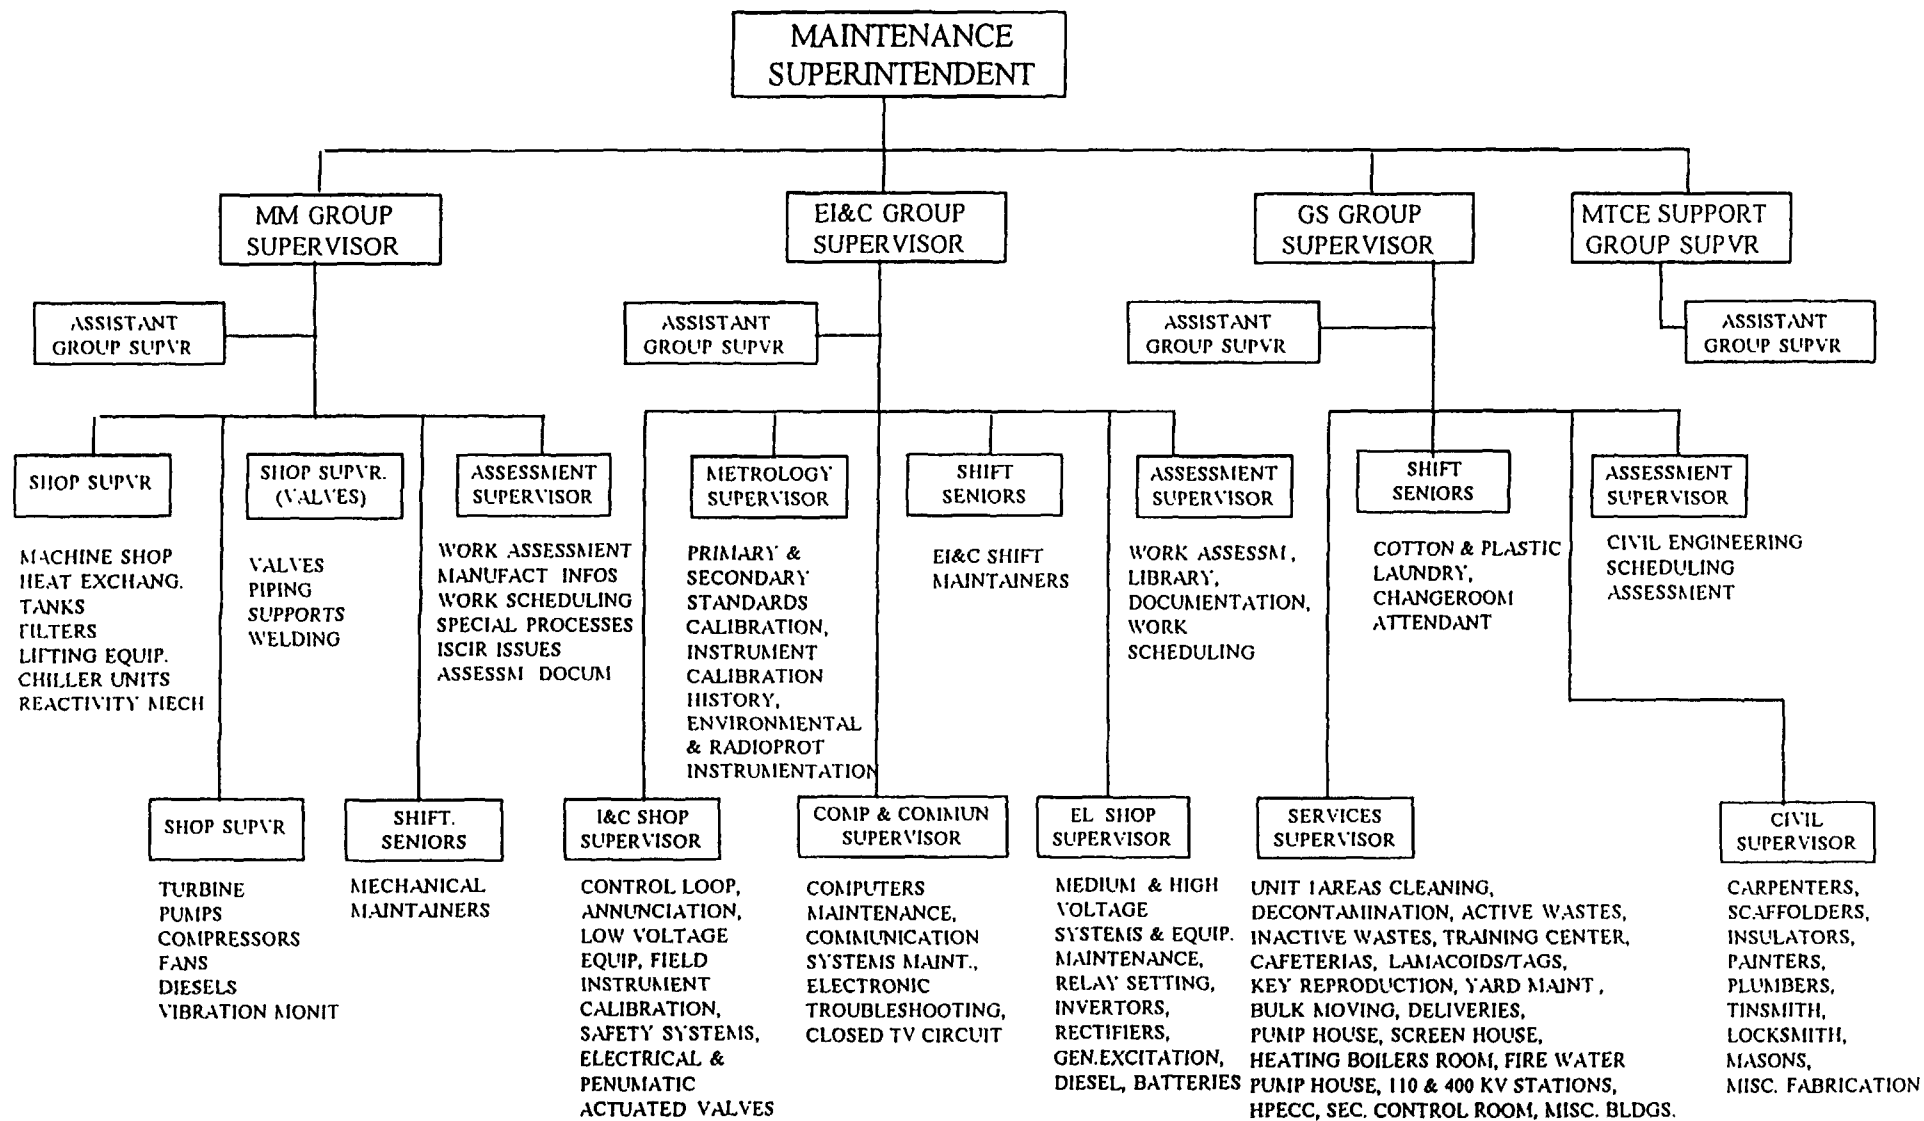 MAINTENANCE
SUPERINTENDENT
MM GROUP
SUPERVISOR
EI&C GROUP
SUPERVISOR
GS GROUP
SUPERVISOR
MTCE SUPPORT
GROUP SUPVR
ASSISTANT
GROUP SUPVR
ASSISTANT
GROUP SUPVR
ASSISTANT
GROUP SUPVR
ASSISTANT
GROUP SUPVR
SHOP SUPVR
SHOP SUPVR.
(VALVES)
ASSESSMENT
SUPERVISOR
METROLOGY
SUPERVISOR
SHIFT
SENIORS
ASSESSMENT
SUPERVISOR
SHIFT
SENIORS
ASSESSMENT
SUPERVISOR
MACHINE SHOP
HEAT EXCHANG.
TANKS
FILTERS
LIFTING EQUIP.
CHILLER UNITS
REACTIVITY MECH
VALVES
PIPING
SUPPORTS
WELDING
WORK ASSESSMENT
MANUFACT INFOS
WORK SCHEDULING
SPECIAL PROCESSES
ISCIR ISSUES
ASSESSM DOCUM
PRIMARY &
SECONDARY
STANDARDS
CALIBRATION,
INSTRUMENT
CALIBRATION
HISTORY,
ENVIRONMENTAL
& RADIOPROT
INSTRUMENTATION
EI&C SHIFT
MAINTAINERS
WORK ASSESSM,
LIBRARY,
DOCUMENTATION,
WORK
SCHEDULING
COTTON & PLASTIC
LAUNDRY,
CHANGEROOM
ATTENDANT
CIVIL ENGINEERING
SCHEDULING
ASSESSMENT
SHOP SUPVR
SHIFT.
SENIORS
I&C SHOP
SUPERVISOR
COMP & COMMUN
SUPERVISOR
EL SHOP
SUPERVISOR
SERVICES
SUPERVISOR
CIVIL
SUPERVISOR
TURBINE
PUMPS
COMPRESSORS
FANS
DIESELS
VIBRATION MONIT
MECHANICAL
MAINTAINERS
CONTROL LOOP,
ANNUNCIATION,
LOW VOLTAGE
EQUIP, FIELD
INSTRUMENT
CALIBRATION,
SAFETY SYSTEMS,
ELECTRICAL &
PENUMATIC
ACTUATED VALVES
COMPUTERS
MAINTENANCE,
COMMUNICATION
SYSTEMS MAINT.,
ELECTRONIC
TROUBLESHOOTING,
CLOSED TV CIRCUIT
MEDIUM & HIGH
VOLTAGE
SYSTEMS & EQUIP.
MAINTENANCE,
RELAY SETTING,
INVERTORS,
RECTIFIERS,
GEN.EXCITATION,
DIESEL, BATTERIES
UNIT 1 AREAS CLEANING,
DECONTAMINATION, ACTIVE WASTES,
INACTIVE WASTES, TRAINING CENTER,
CAFETERIAS, LAMACOIDS/TAGS,
KEY REPRODUCTION, YARD MAINT ,
BULK MOVING, DELIVERIES,
PUMP HOUSE, SCREEN HOUSE,
HEATING BOILERS ROOM, FIRE WATER
PUMP HOUSE, 110 & 400 KV STATIONS,
HPECC, SEC. CONTROL ROOM, MISC. BLDGS.
CARPENTERS,
SCAFFOLDERS,
INSULATORS,
PAINTERS,
PLUMBERS,
TINSMITH,
LOCKSMITH,
MASONS,
MISC. FABRICATION